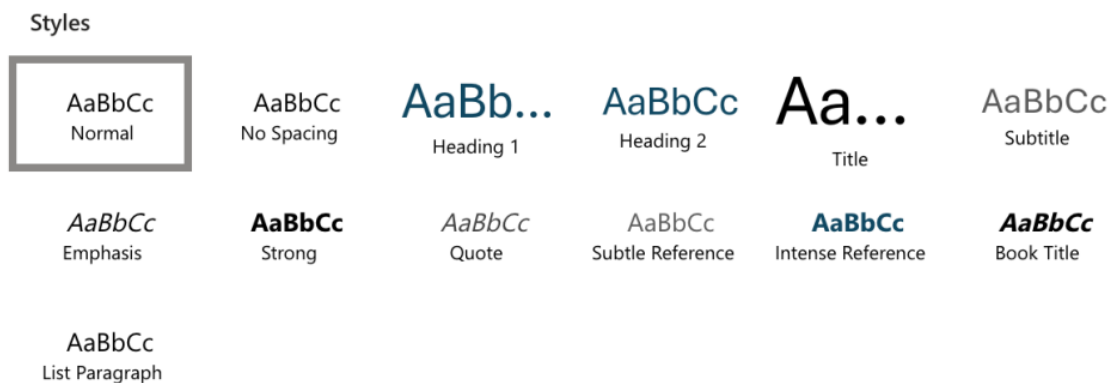 Styles
AaBbCc AaBbCc AaBb... AaBbCc Aa... AaBbCc
Normal No Spacing Heading 1 Heading 2 Title Subtitle
AaBbCc AaBbCc AaBbCc AaBbCc AaBbCc AaBbCc
Emphasis Strong Quote Subtle Reference Intense Reference Book Title
AaBbCc
List Paragraph